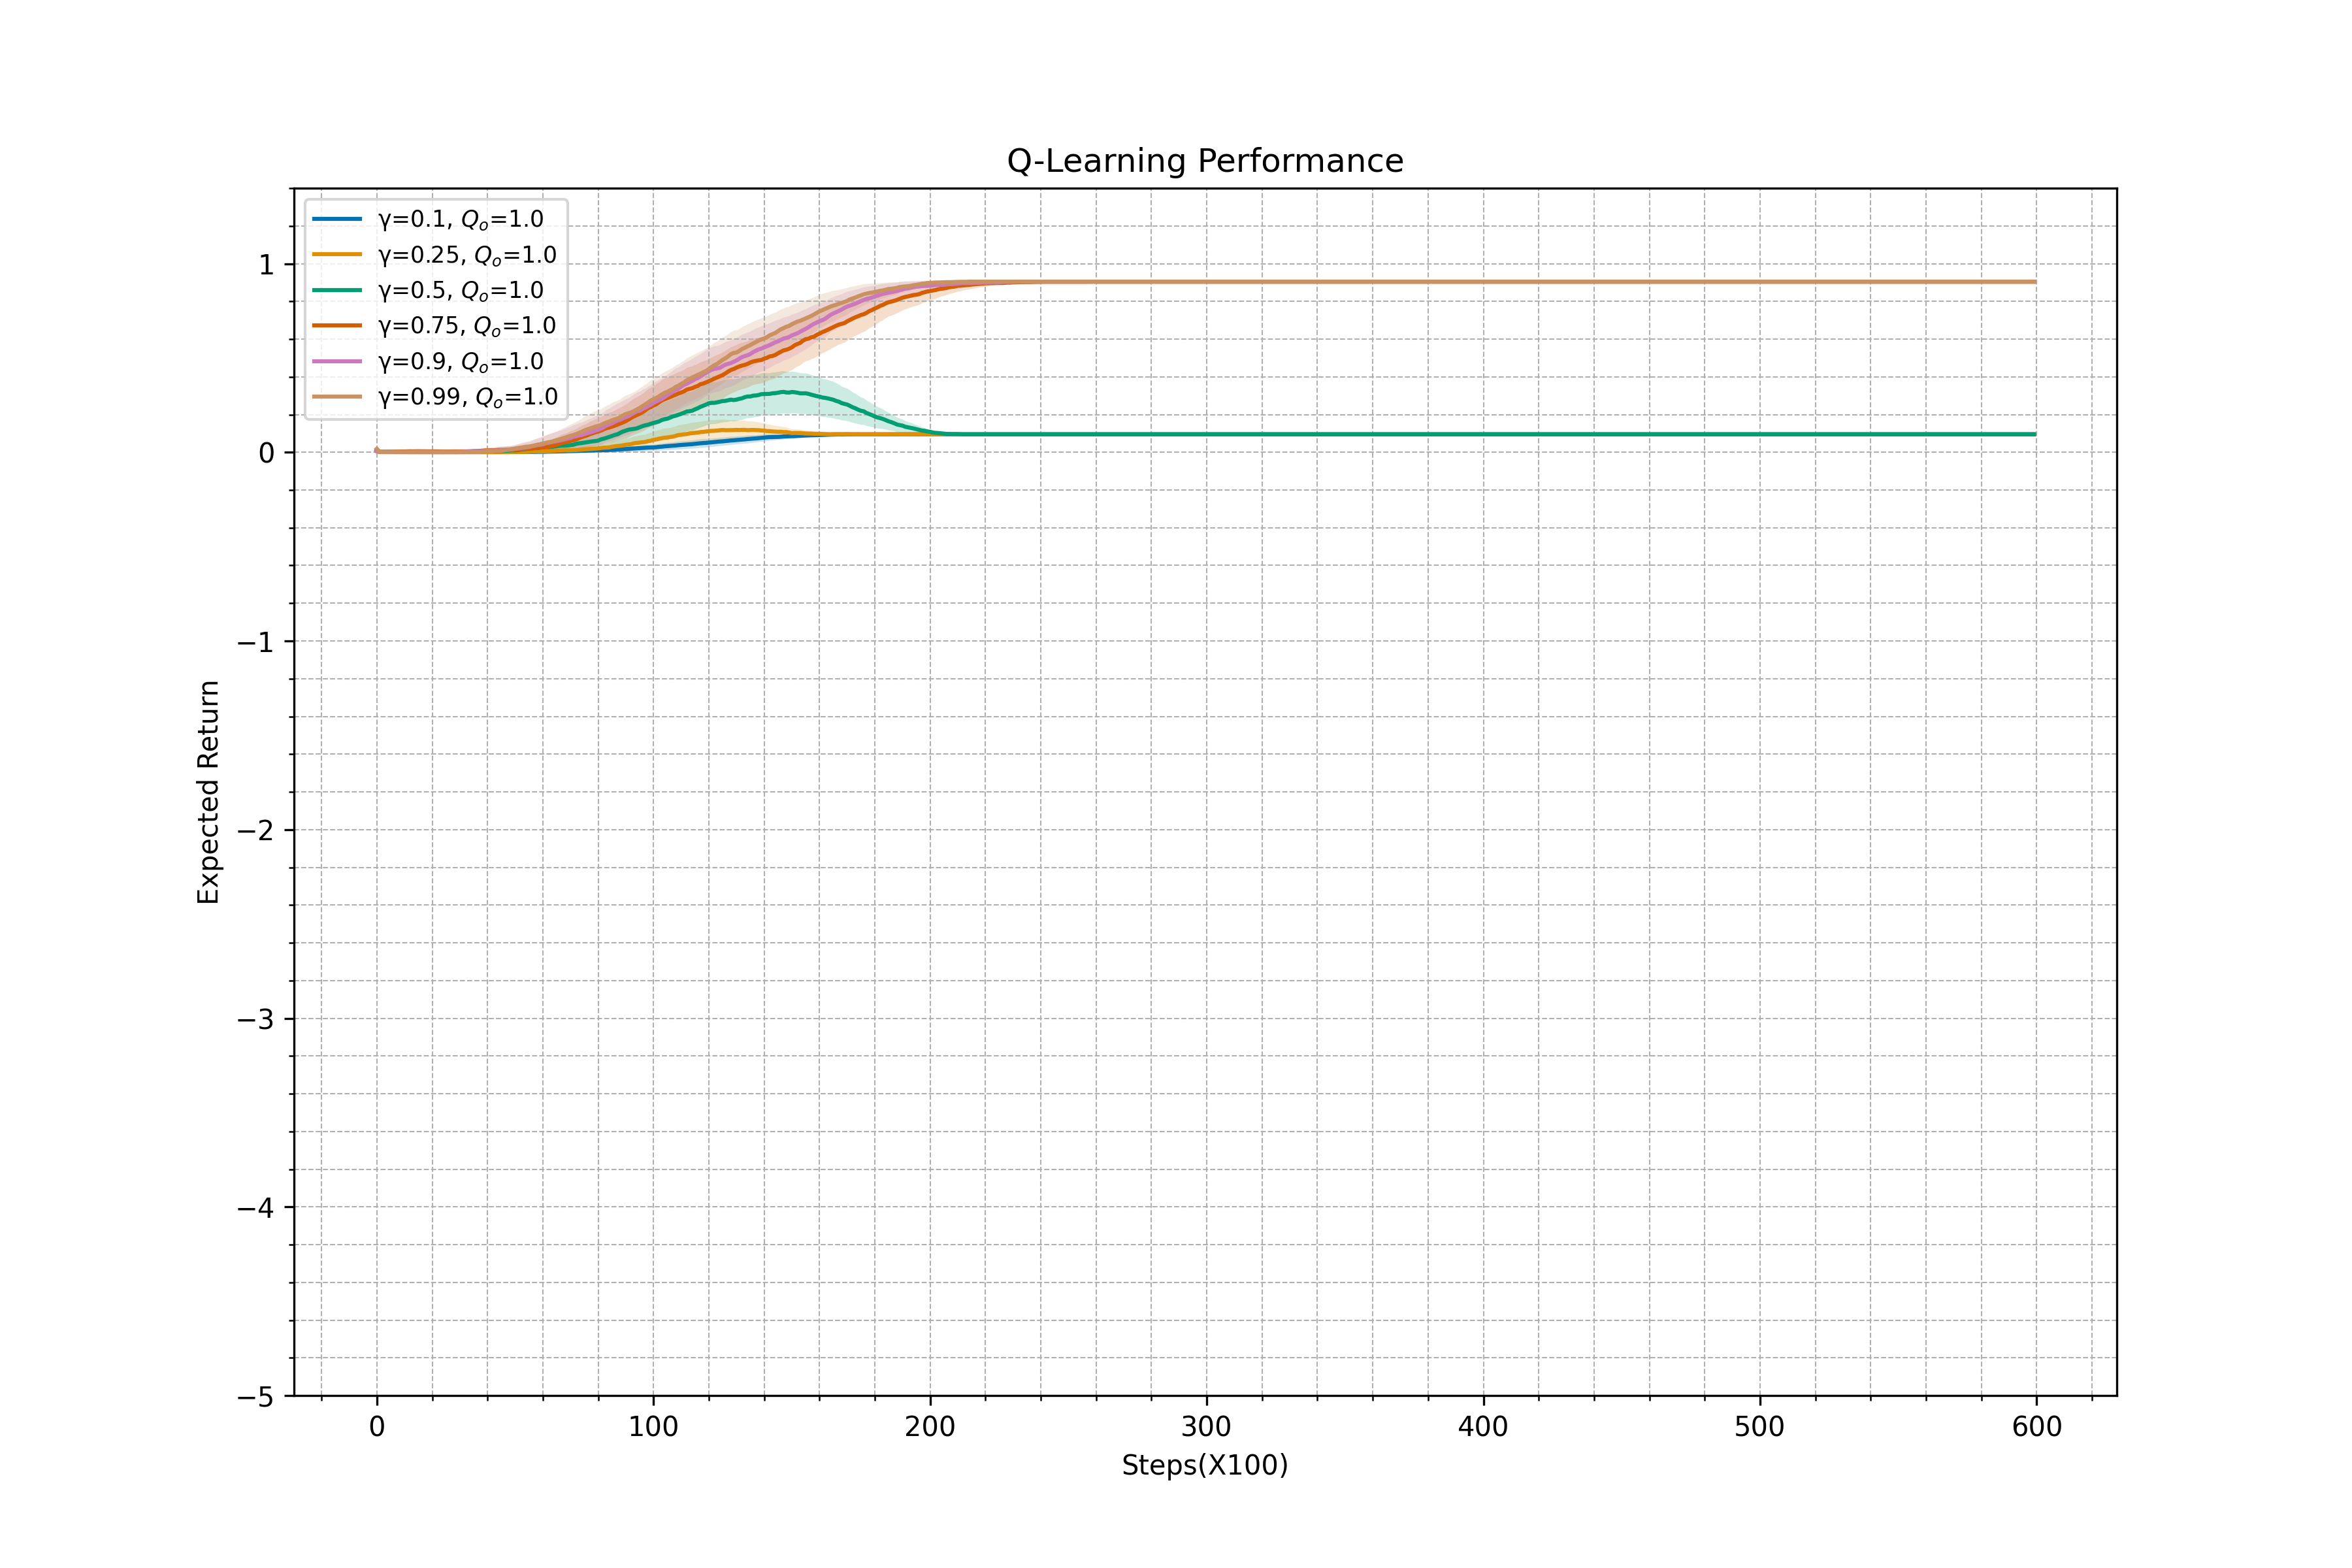 Q-Learning Performance
γ=0.1, Qₒ=1.0
γ=0.25, Qₒ=1.0
γ=0.5, Qₒ=1.0
γ=0.75, Qₒ=1.0
γ=0.9, Qₒ=1.0
γ=0.99, Qₒ=1.0
1
0
−1
−2
−3
−4
−5
Expected Return
0 100 200 300 400 500 600
Steps(X100)